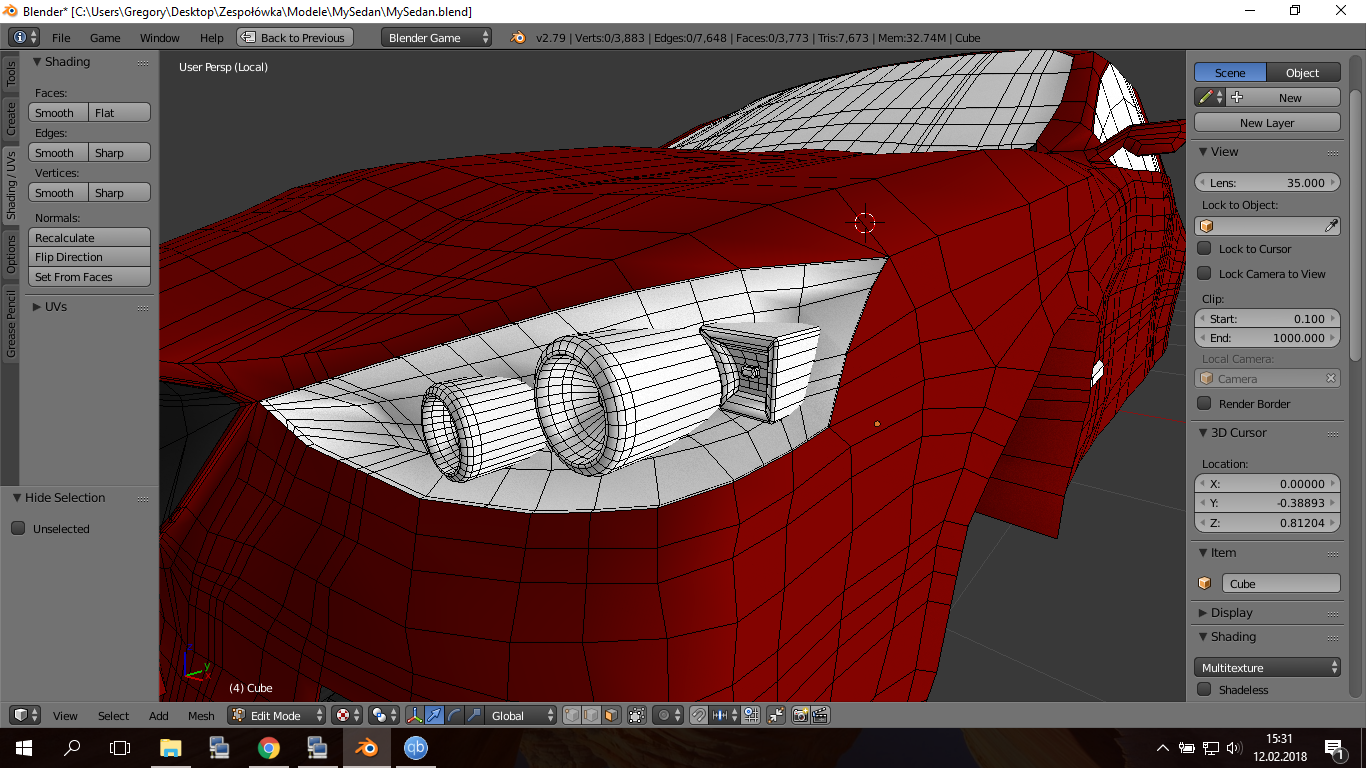 Blender* [C:\Users\Gregory\Desktop\Zespołówka\Modele\MySedan\MySedan.blend]
File Game Window Help Back to Previous Blender Game v2.79 | Verts:0/3,883 | Edges:0/7,648 | Faces:0/3,773 | Tris:7,673 | Mem:32.74M | Cube
Tools
Create
Shading / UVs
Options
Grease Pencil
Shading
Faces:
Smooth Flat
Edges:
Smooth Sharp
Vertices:
Smooth Sharp
Normals:
Recalculate
Flip Direction
Set From Faces
UVs
Hide Selection
Unselected
User Persp (Local)
(4) Cube
Scene Object
New
New Layer
View
Lens: 35.000
Lock to Object:
Lock to Cursor
Lock Camera to View
Clip:
Start: 0.100
End: 1000.000
Local Camera:
Camera
Render Border
3D Cursor
Location:
X: 0.00000
Y: -0.38893
Z: 0.81204
Item
Cube
Display
Shading
Multitexture
Shadeless
View Select Add Mesh Edit Mode Global
qb
15:31
12.02.2018
1